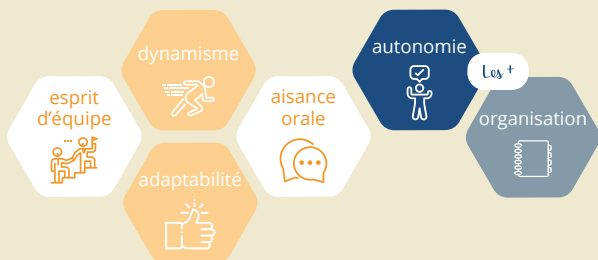 dynamisme
esprit
d’équipe
adaptabilité
aisance
orale
autonomie
Les +
organisation